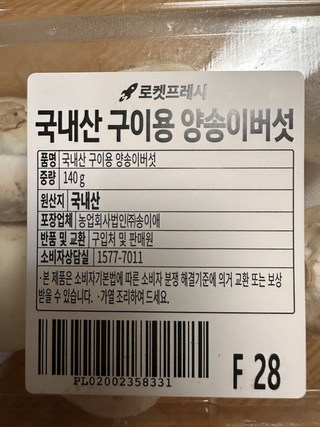 로켓프레시
국내산 구이용 양송이버섯
품명 국내산 구이용 양송이버섯
중량 140 g
원산지 국내산
포장업체 농업회사법인㈜송이애
반품 및 교환 구입처 및 판매원
소비자상담실 1577-7011
·본 제품은 소비자기본법에 따른 소비자 분쟁 해결기준에 의거 교환 또는 보상
받을 수 있습니다. ·가열 조리하여 드세요.
PL02002358331
F 28